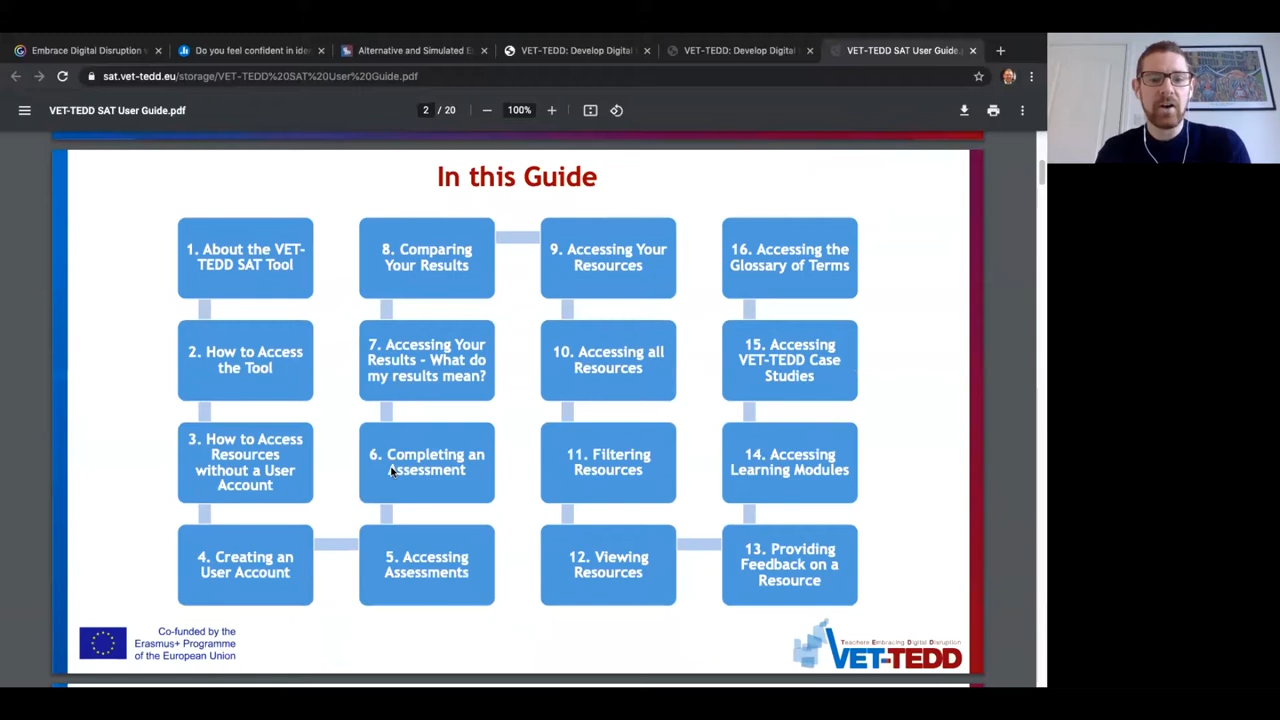 Embrace Digital Disruption v
Do you feel confident in iden
Alternative and Simulated E
VET-TEDD: Develop Digital
VET-TEDD: Develop Digital
VET-TEDD SAT User Guide.p
sat.vet-tedd.eu/storage/VET-TEDD%20SAT%20User%20Guide.pdf
VET-TEDD SAT User Guide.pdf
2 / 20
100%
In this Guide
1. About the VET-
TEDD SAT Tool
2. How to Access
the Tool
3. How to Access
Resources
without a User
Account
4. Creating an
User Account
5. Accessing
Assessments
6. Completing an
Assessment
7. Accessing Your
Results - What do
my results mean?
8. Comparing
Your Results
9. Accessing Your
Resources
10. Accessing all
Resources
11. Filtering
Resources
12. Viewing
Resources
13. Providing
Feedback on a
Resource
14. Accessing
Learning Modules
15. Accessing
VET-TEDD Case
Studies
16. Accessing the
Glossary of Terms
Co-funded by the
Erasmus+ Programme
of the European Union
Teachers Embracing Digital Disruption
VET-TEDD